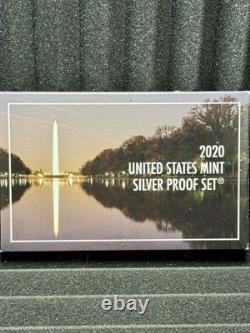 2020
UNITED STATES MINT
SILVER PROOF SET®
ebay